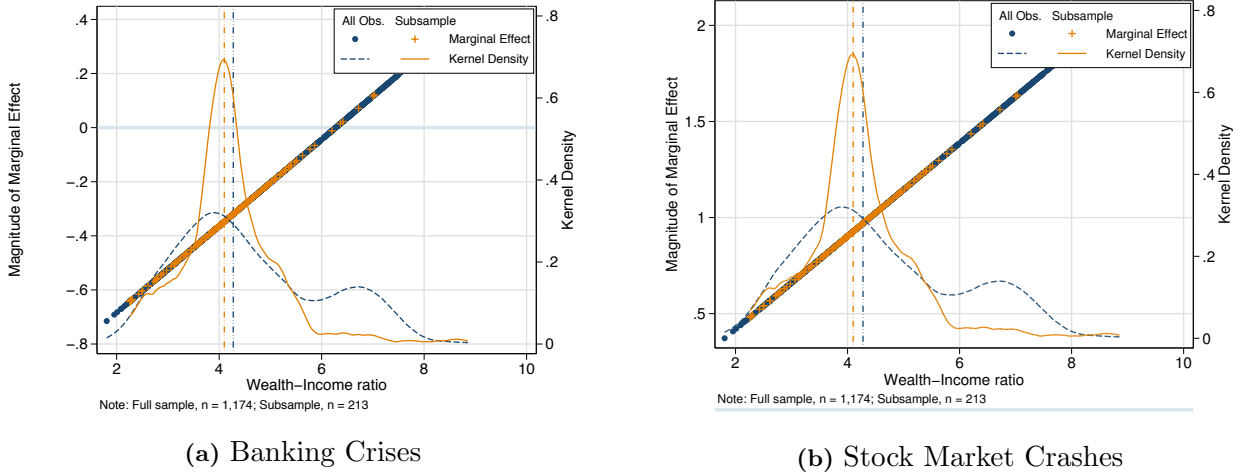 All Obs. Subsample
Marginal Effect
Kernel Density
Magnitude of Marginal Effect
.4
.2
0
-.2
-.4
-.6
-.8
.8
.6
.4
.2
0
Kernel Density
2 4 6 8 10
Wealth-Income ratio
Note: Full sample, n = 1,174; Subsample, n = 213
(a) Banking Crises
All Obs. Subsample
Marginal Effect
Kernel Density
Magnitude of Marginal Effect
2
1.5
1
.5
.8
.6
.4
.2
0
Kernel Density
2 4 6 8 10
Wealth-Income ratio
Note: Full sample, n = 1,174; Subsample, n = 213
(b) Stock Market Crashes